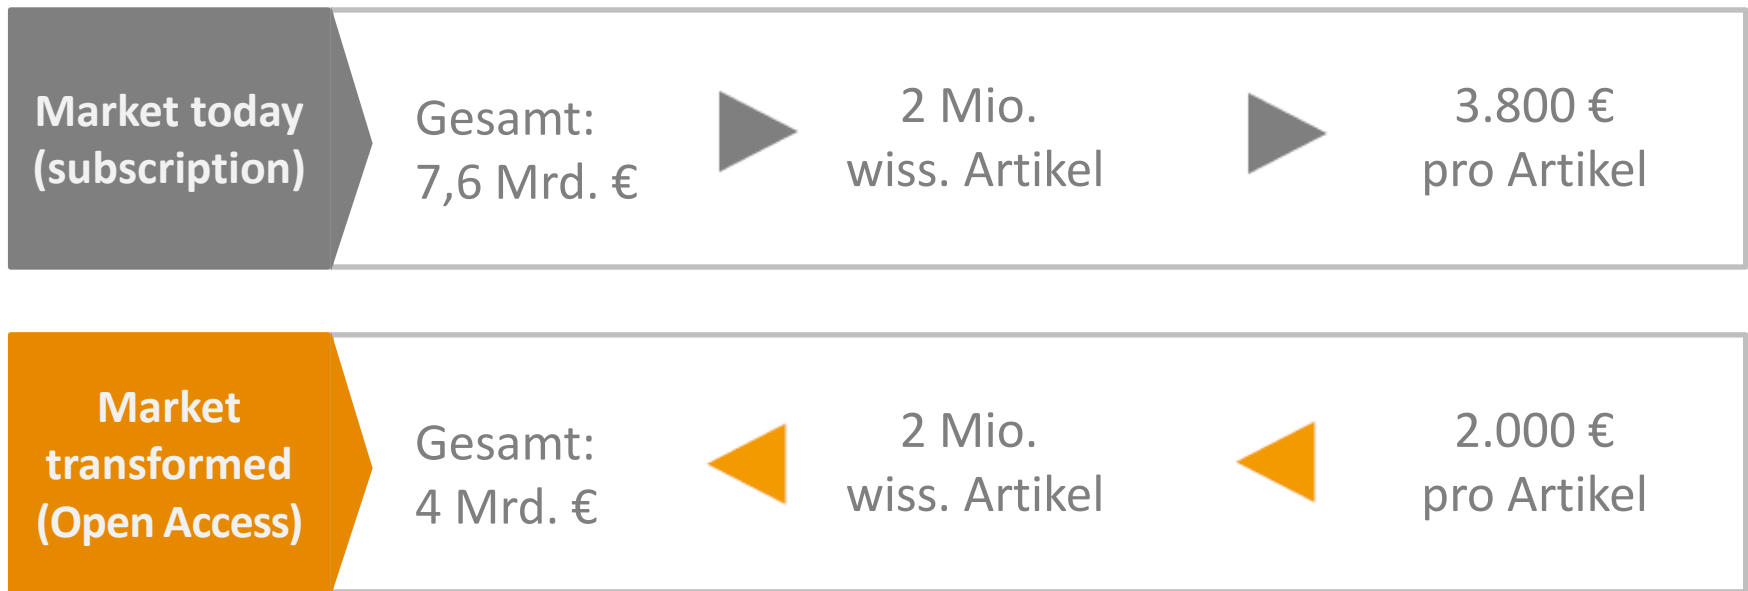 Market today
(subscription)
Gesamt:
7,6 Mrd. €
2 Mio.
wiss. Artikel
3.800 €
pro Artikel
Market
transformed
(Open Access)
Gesamt:
4 Mrd. €
2 Mio.
wiss. Artikel
2.000 €
pro Artikel